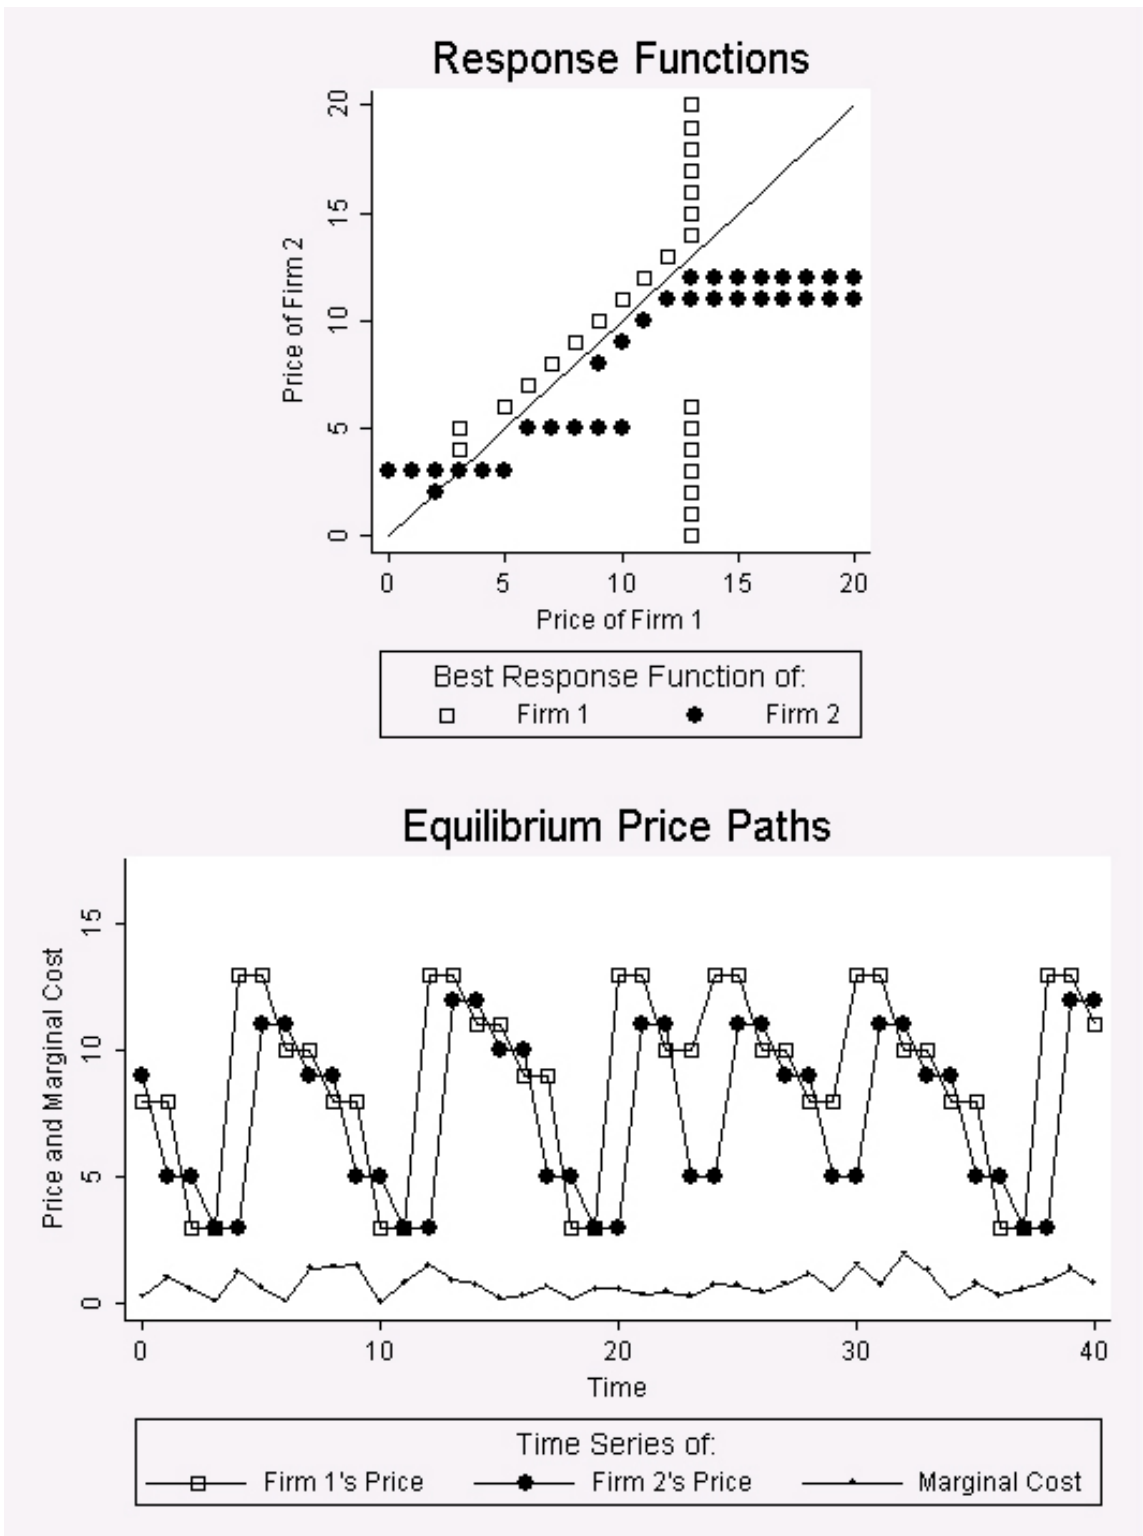 Response Functions
20
15
10
5
0
Price of Firm 2
0 5 10 15 20
Price of Firm 1
Best Response Function of:
Firm 1 Firm 2
Equilibrium Price Paths
15
10
5
0
Price and Marginal Cost
0 10 20 30 40
Time
Time Series of:
Firm 1's Price Firm 2's Price Marginal Cost